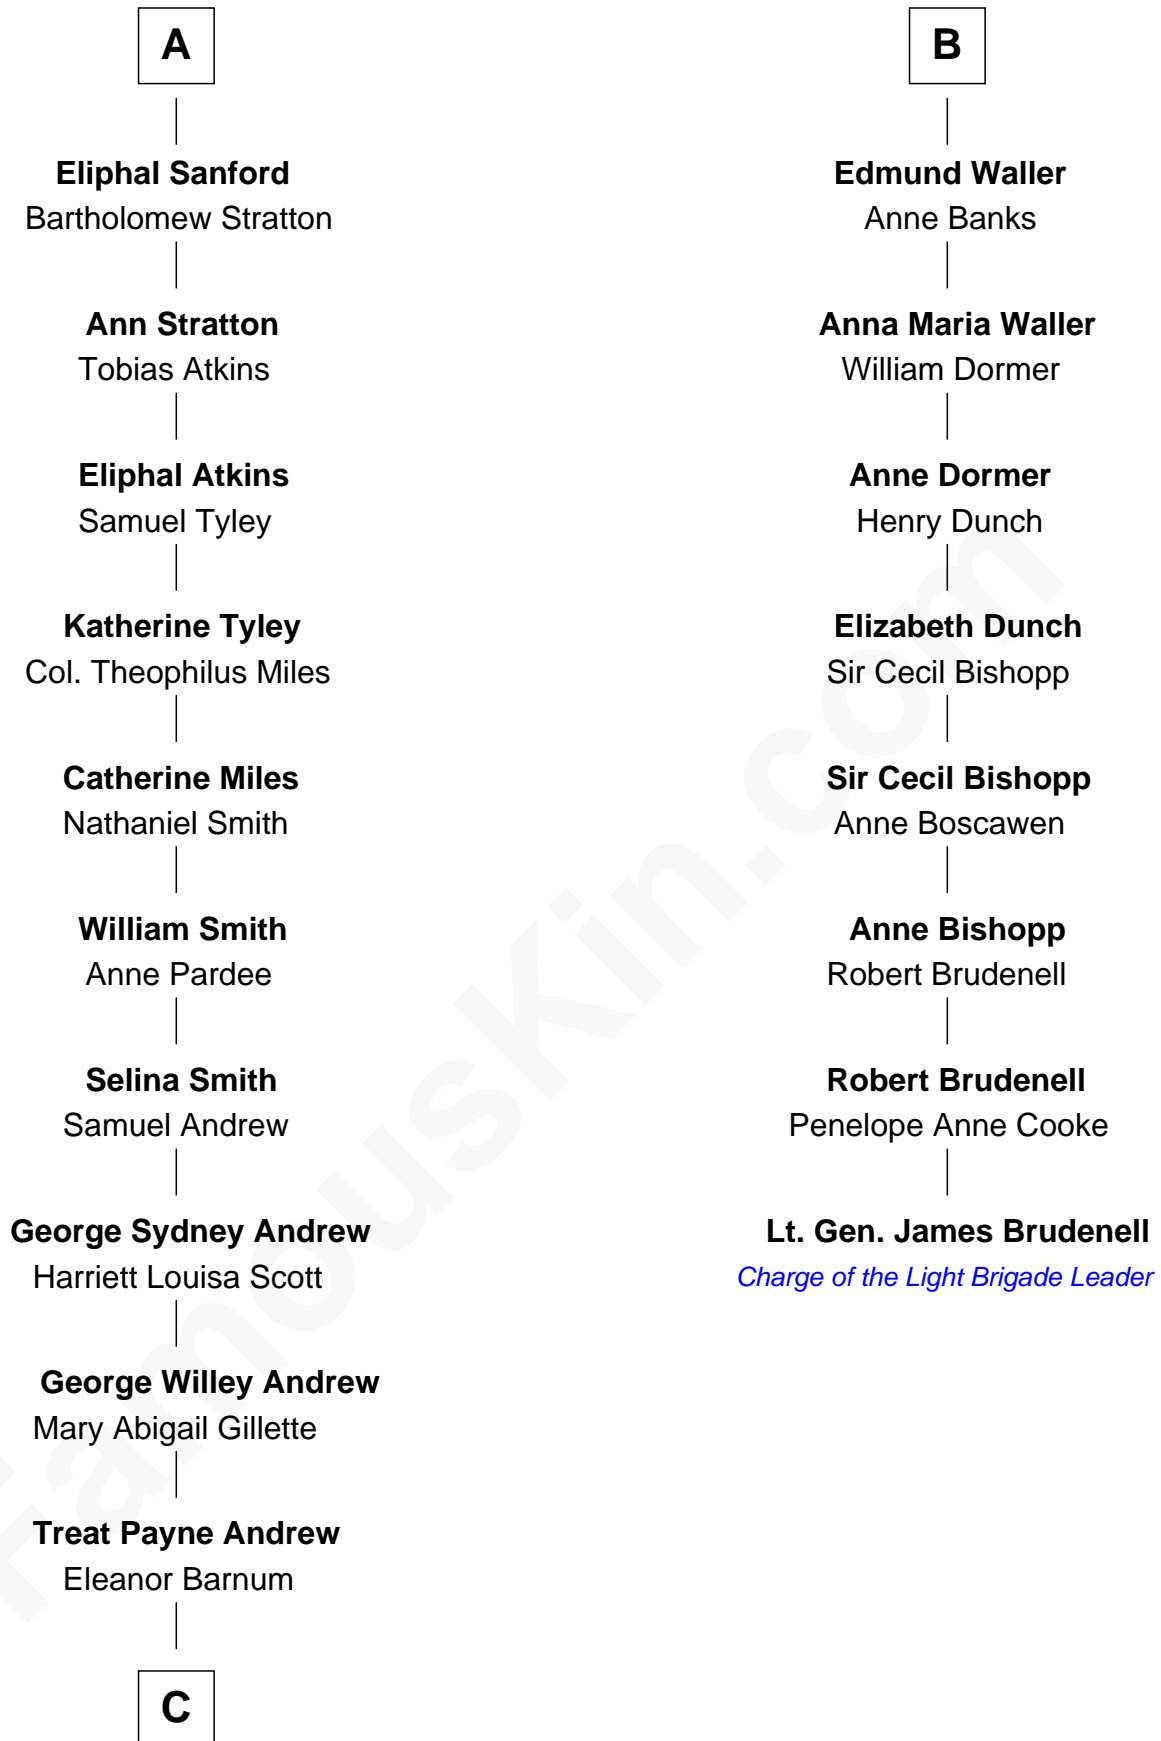 A
Eliphal Sanford
Bartholomew Stratton
Ann Stratton
Tobias Atkins
Eliphal Atkins
Samuel Tyley
Katherine Tyley
Col. Theophilus Miles
Catherine Miles
Nathaniel Smith
William Smith
Anne Pardee
Selina Smith
Samuel Andrew
George Sydney Andrew
Harriett Louisa Scott
George Willey Andrew
Mary Abigail Gillette
Treat Payne Andrew
Eleanor Barnum
C
B
Edmund Waller
Anne Banks
Anna Maria Waller
William Dormer
Anne Dormer
Henry Dunch
Elizabeth Dunch
Sir Cecil Bishopp
Sir Cecil Bishopp
Anne Boscawen
Anne Bishopp
Robert Brudenell
Robert Brudenell
Penelope Anne Cooke
Lt. Gen. James Brudenell
Charge of the Light Brigade Leader
FamousKin.com